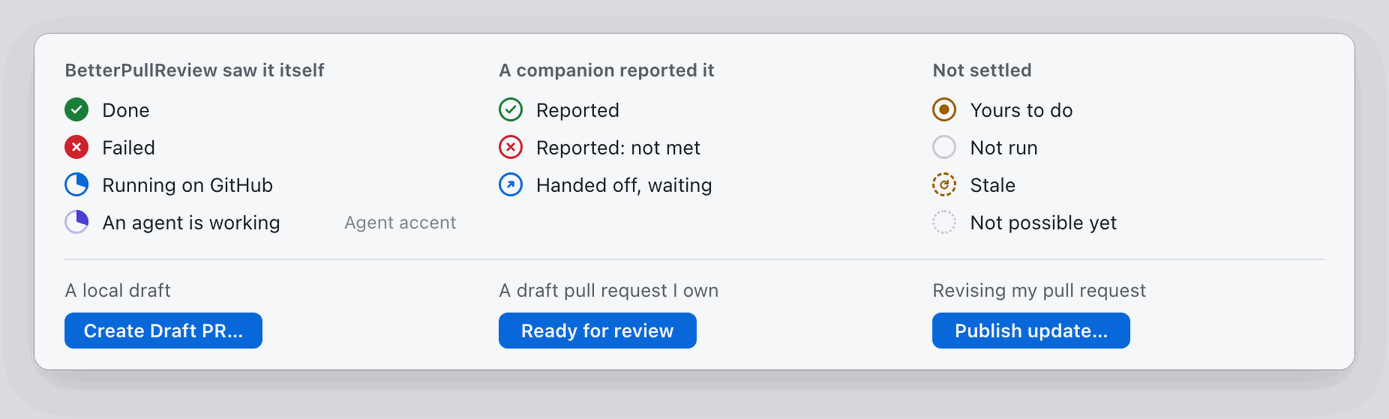 BetterPullReview saw it itself
Done
Failed
Running on GitHub
An agent is working Agent accent
A companion reported it
Reported
Reported: not met
Handed off, waiting
Not settled
Yours to do
Not run
Stale
Not possible yet
A local draft
Create Draft PR...
A draft pull request I own
Ready for review
Revising my pull request
Publish update...